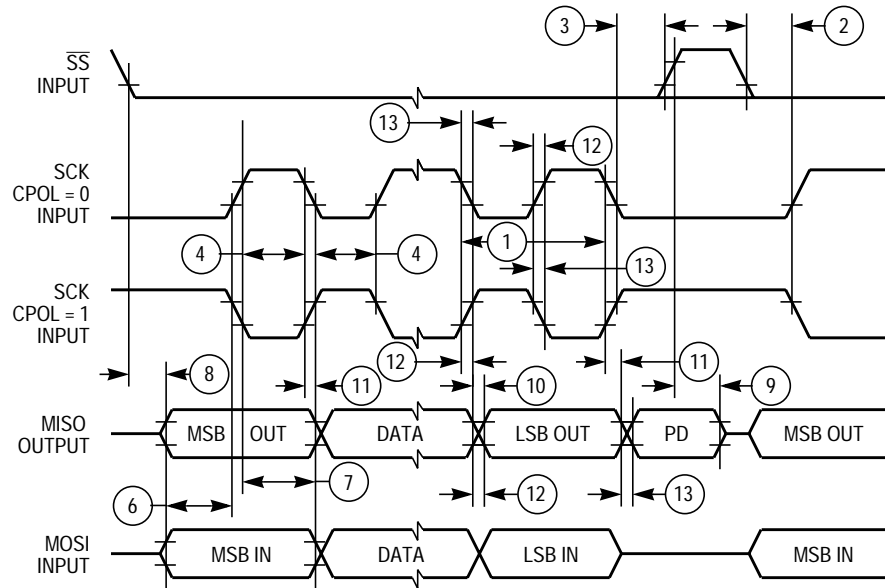 3
2
SS
INPUT
13
12
SCK
CPOL = 0
INPUT
4
4
1
13
SCK
CPOL = 1
INPUT
8
11
12
10
11
9
MISO
OUTPUT
MSB OUT
DATA
LSB OUT
PD
MSB OUT
6
7
12
13
MOSI
INPUT
MSB IN
DATA
LSB IN
MSB IN